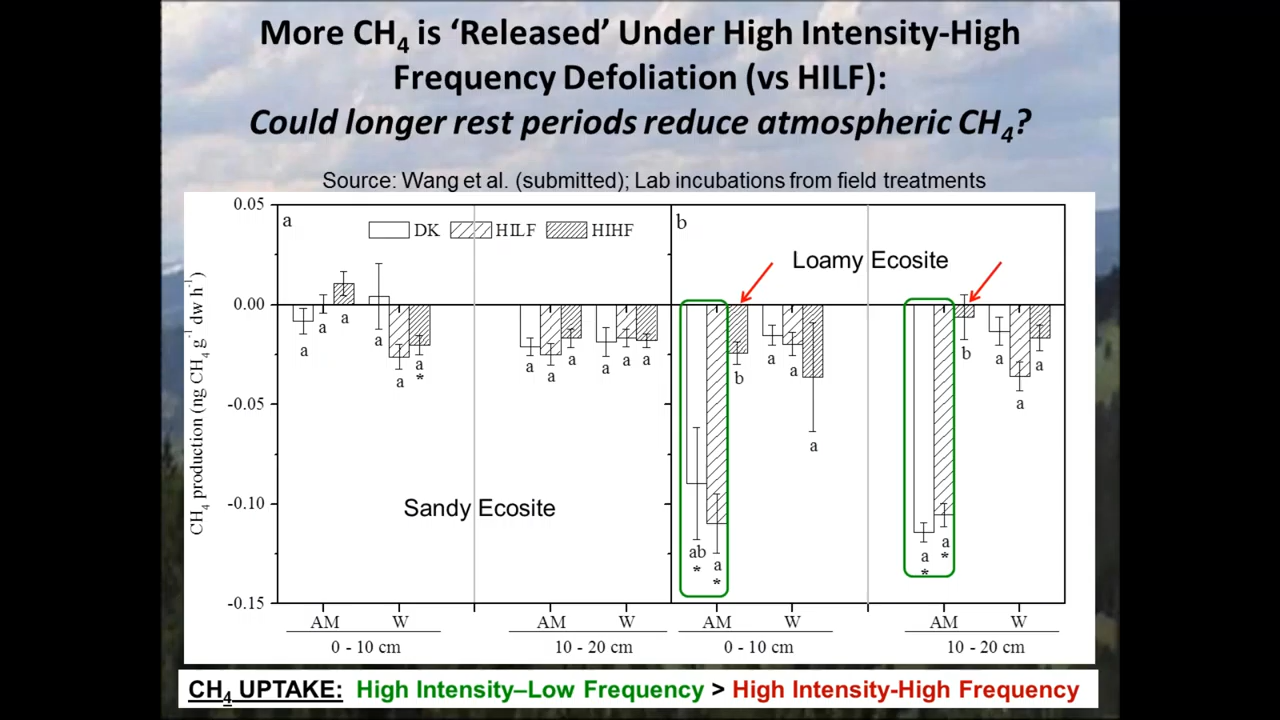 More CH₄ is ‘Released’ Under High Intensity-High
Frequency Defoliation (vs HILF):
Could longer rest periods reduce atmospheric CH₄?
Source: Wang et al. (submitted); Lab incubations from field treatments
CH₄ production (ng CH₄ g⁻¹ dw h⁻¹)
0.05
0.00
-0.05
-0.10
-0.15
a
DK HILF HIHF
a a a a a a *
a a a a a a
Sandy Ecosite
b
Loamy Ecosite
ab * a * b a a a
a * a * b a a a
AM W AM W AM W AM W
0 - 10 cm 10 - 20 cm 0 - 10 cm 10 - 20 cm
CH₄ UPTAKE: High Intensity–Low Frequency > High Intensity-High Frequency